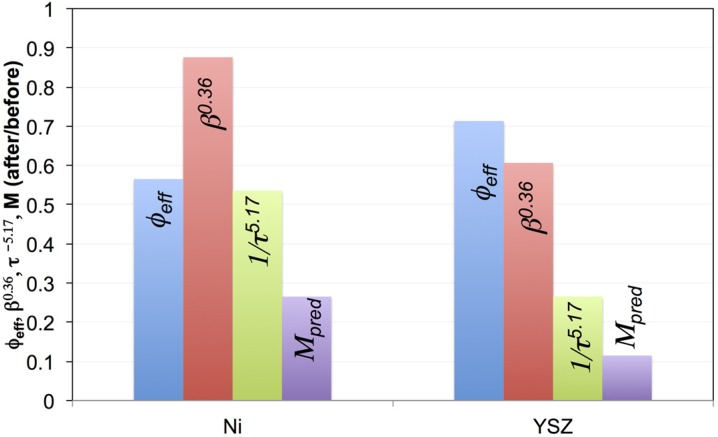 ϕeff, β0.36, τ −5.17, M (after/before)
1
0.9
0.8
0.7
0.6
0.5
0.4
0.3
0.2
0.1
0
ϕeff
β0.36
1/τ5.17
Mpred
ϕeff
β0.36
1/τ5.17
Mpred
Ni
YSZ